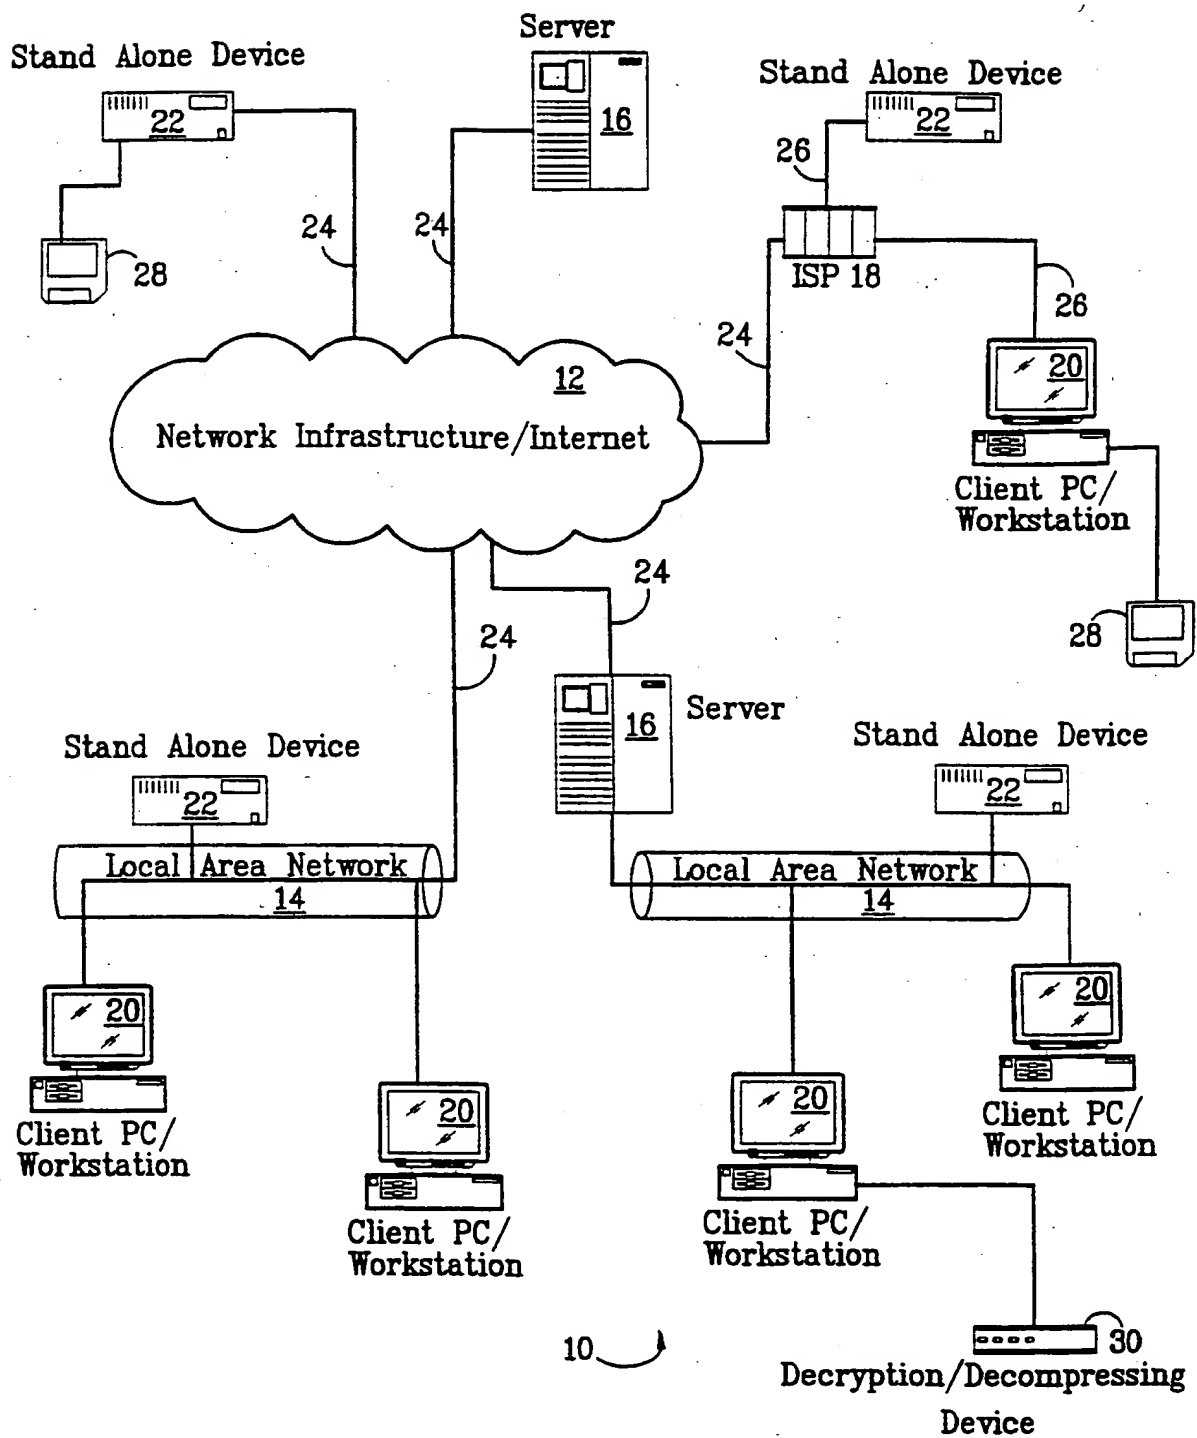 Server
Stand Alone Device
Stand Alone Device
22
16
22
26
24
24
28
ISP 18
26
24
20
12
Network Infrastructure/Internet
Client PC/
Workstation
24
28
24
16
Server
Stand Alone Device
Stand Alone Device
22
22
Local Area Network
14
Local Area Network
14
20
20
20
20
Client PC/
Workstation
Client PC/
Workstation
Client PC/
Workstation
Client PC/
Workstation
10
30
Decryption/Decompressing
Device